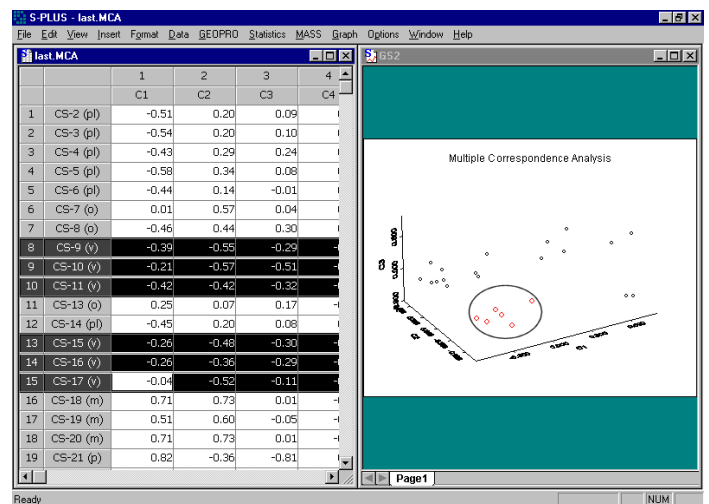 S-PLUS - last.MCA
File Edit View Insert Format Data GEOPRO Statistics MASS Graph Options Window Help
last.MCA
1 2 3 4
C1 C2 C3 C4
1 CS-2 (pl) -0.51 0.20 0.09
2 CS-3 (pl) -0.54 0.20 0.10
3 CS-4 (pl) -0.43 0.29 0.24
4 CS-5 (pl) -0.58 0.34 0.08
5 CS-6 (pl) -0.44 0.14 -0.01
6 CS-7 (o) 0.01 0.57 0.04
7 CS-8 (o) -0.46 0.44 0.30
8 CS-9 (v) -0.39 -0.55 -0.29
9 CS-10 (v) -0.21 -0.57 -0.51
10 CS-11 (v) -0.42 -0.42 -0.32
11 CS-13 (o) 0.25 0.07 0.17
12 CS-14 (pl) -0.45 0.20 0.08
13 CS-15 (v) -0.26 -0.48 -0.30
14 CS-16 (v) -0.26 -0.36 -0.29
15 CS-17 (v) -0.04 -0.52 -0.11
16 CS-18 (m) 0.71 0.73 0.01
17 CS-19 (m) 0.51 0.60 -0.05
18 CS-20 (m) 0.71 0.73 0.01
19 CS-21 (p) 0.82 -0.36 -0.81
GS2
Multiple Correspondence Analysis
C3
C1
Page1
Ready
NUM